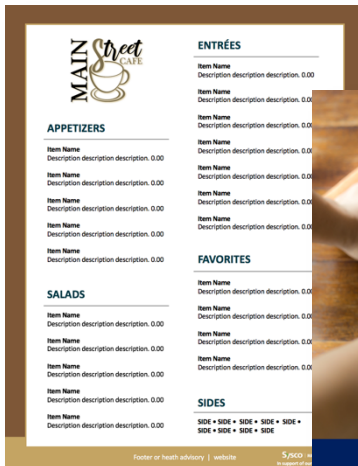 MAIN Street
CAFE
APPETIZERS
Item Name
Description description description. 0.00
Item Name
Description description description. 0.00
Item Name
Description description description. 0.00
Item Name
Description description description. 0.00
Item Name
Description description description. 0.00
SALADS
Item Name
Description description description. 0.00
Item Name
Description description description. 0.00
Item Name
Description description description. 0.00
Item Name
Description description description. 0.00
Item Name
Description description description. 0.00
ENTRÉES
Item Name
Description description description. 0.00
Item Name
Description description description. 0.00
Item Name
Description description description. 0.00
Item Name
Description description description. 0.00
Item Name
Description description description. 0.00
Item Name
Description description description. 0.00
Item Name
Description description description. 0.00
FAVORITES
Item Name
Description description description. 0.00
Item Name
Description description description. 0.00
Item Name
Description description description. 0.00
Item Name
Description description description. 0.00
SIDES
SIDE • SIDE • SIDE • SIDE • SIDE •
SIDE • SIDE • SIDE • SIDE
Footer or heath advisory | website
Sysco
In support of